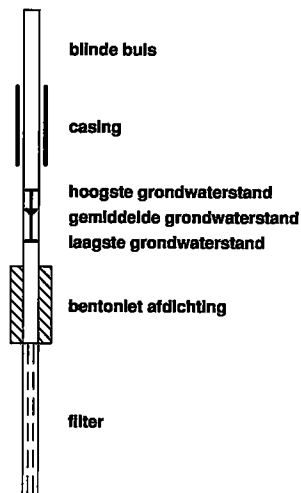 blinde buis
casing
hoogste grondwaterstand
gemiddelde grondwaterstand
laagste grondwaterstand
bentoniet afdichting
filter